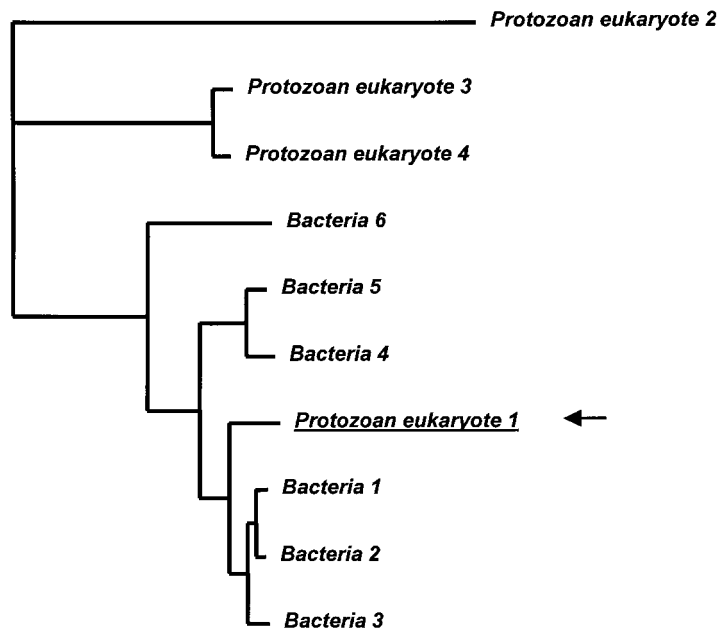 Protozoan eukaryote 2
Protozoan eukaryote 3
Protozoan eukaryote 4
Bacteria 6
Bacteria 5
Bacteria 4
Protozoan eukaryote 1
Bacteria 1
Bacteria 2
Bacteria 3